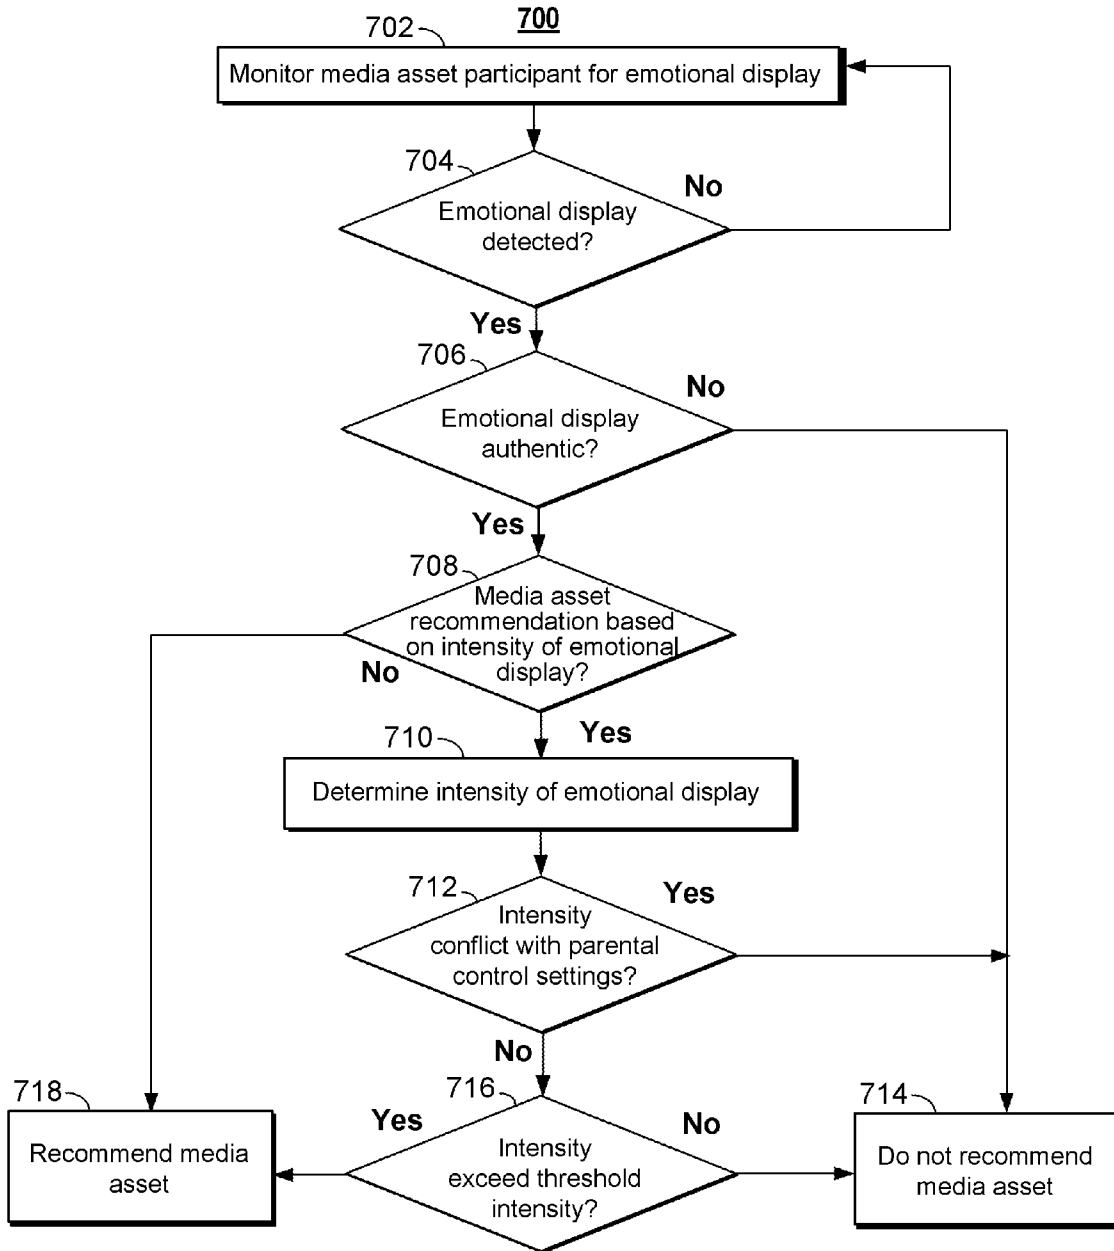 700
702
Monitor media asset participant for emotional display
704
No
Emotional display
detected?
Yes
706
No
Emotional display
authentic?
Yes
708
Media asset
recommendation based
on intensity of emotional
display?
No
Yes
710
Determine intensity of emotional display
712
Yes
Intensity
conflict with parental
control settings?
No
718
716
714
Yes
No
Recommend media
asset
Intensity
exceed threshold
intensity?
Do not recommend
media asset